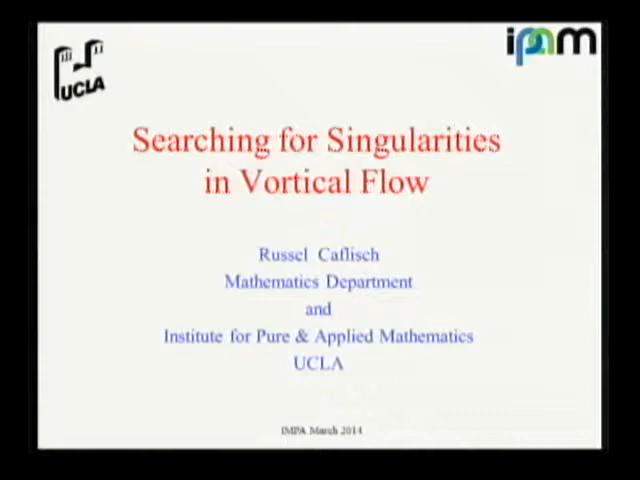 UCLA
ipam
Searching for Singularities
in Vortical Flow
Russel Caflisch
Mathematics Department
and
Institute for Pure & Applied Mathematics
UCLA
IMPA March 2014